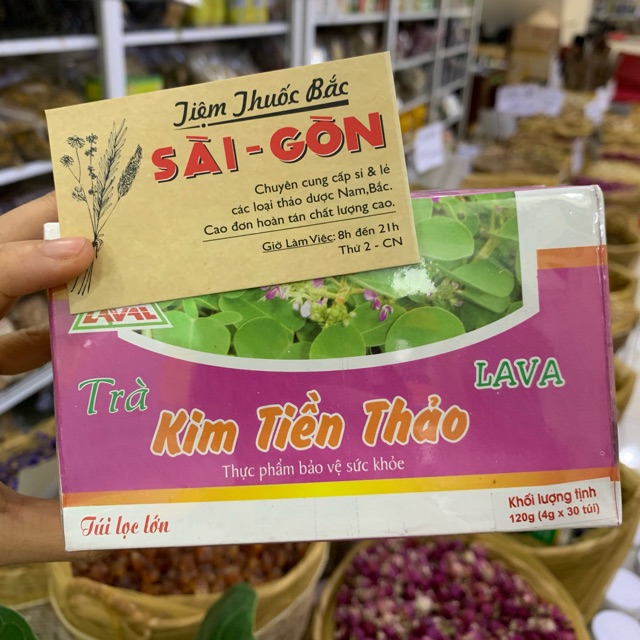 Tiệm Thuốc Bắc
SÀI-GÒN
Chuyên cung cấp sỉ & lẻ
các loại thảo dược Nam,Bắc.
Cao đơn hoàn tán chất lượng cao.
Giờ Làm Việc: 8h đến 21h
Thứ 2 - CN
LAVAL
Trà
LAVA
Kim Tiền Thảo
Thực phẩm bảo vệ sức khỏe
Túi lọc lớn
Khối lượng tịnh
120g (4g x 30 túi)